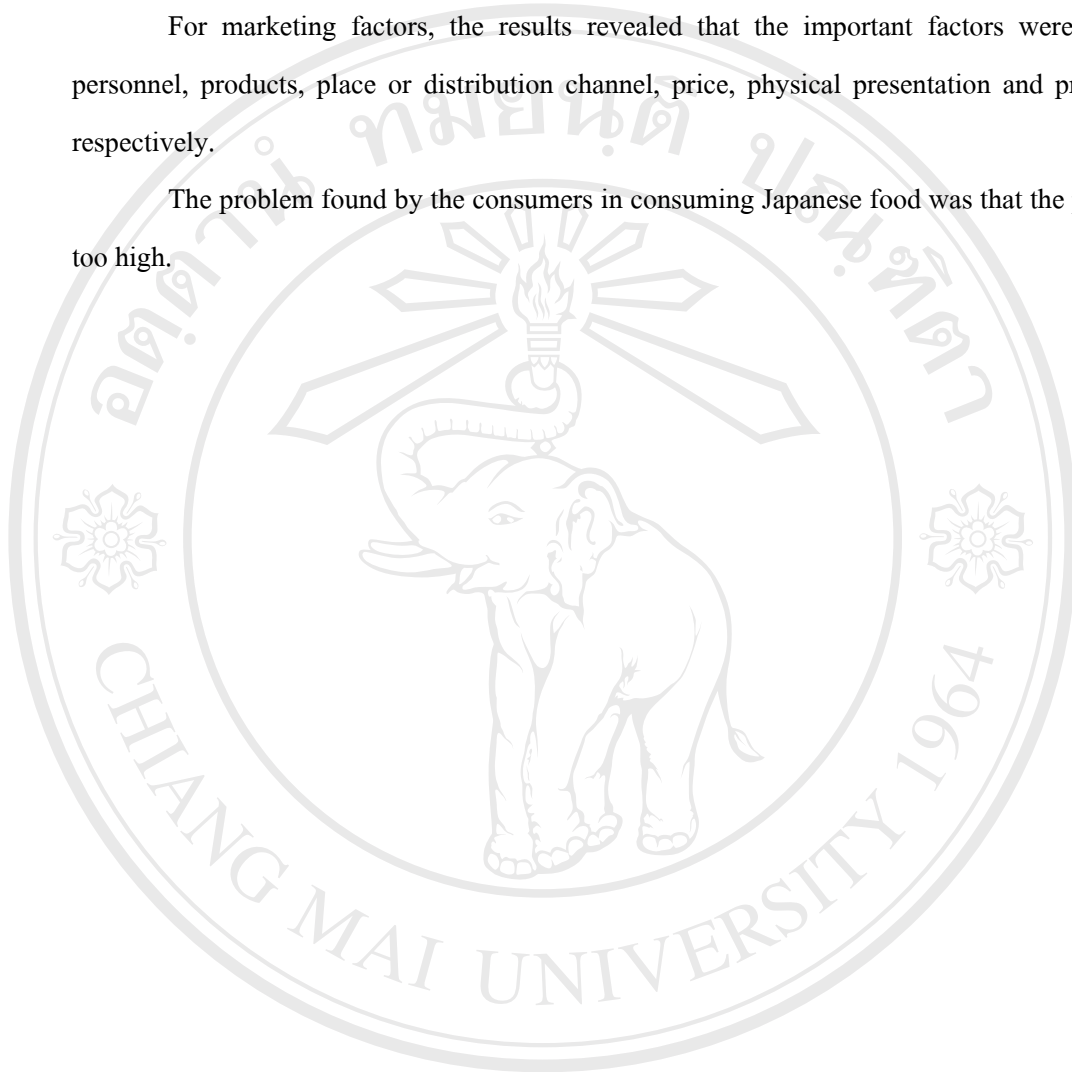 For marketing factors, the results revealed that the important factors were
personnel, products, place or distribution channel, price, physical presentation and
respectively.
The problem found by the consumers in consuming Japanese food was that the
too high.
CHIANG MAI UNIVERSITY 1964